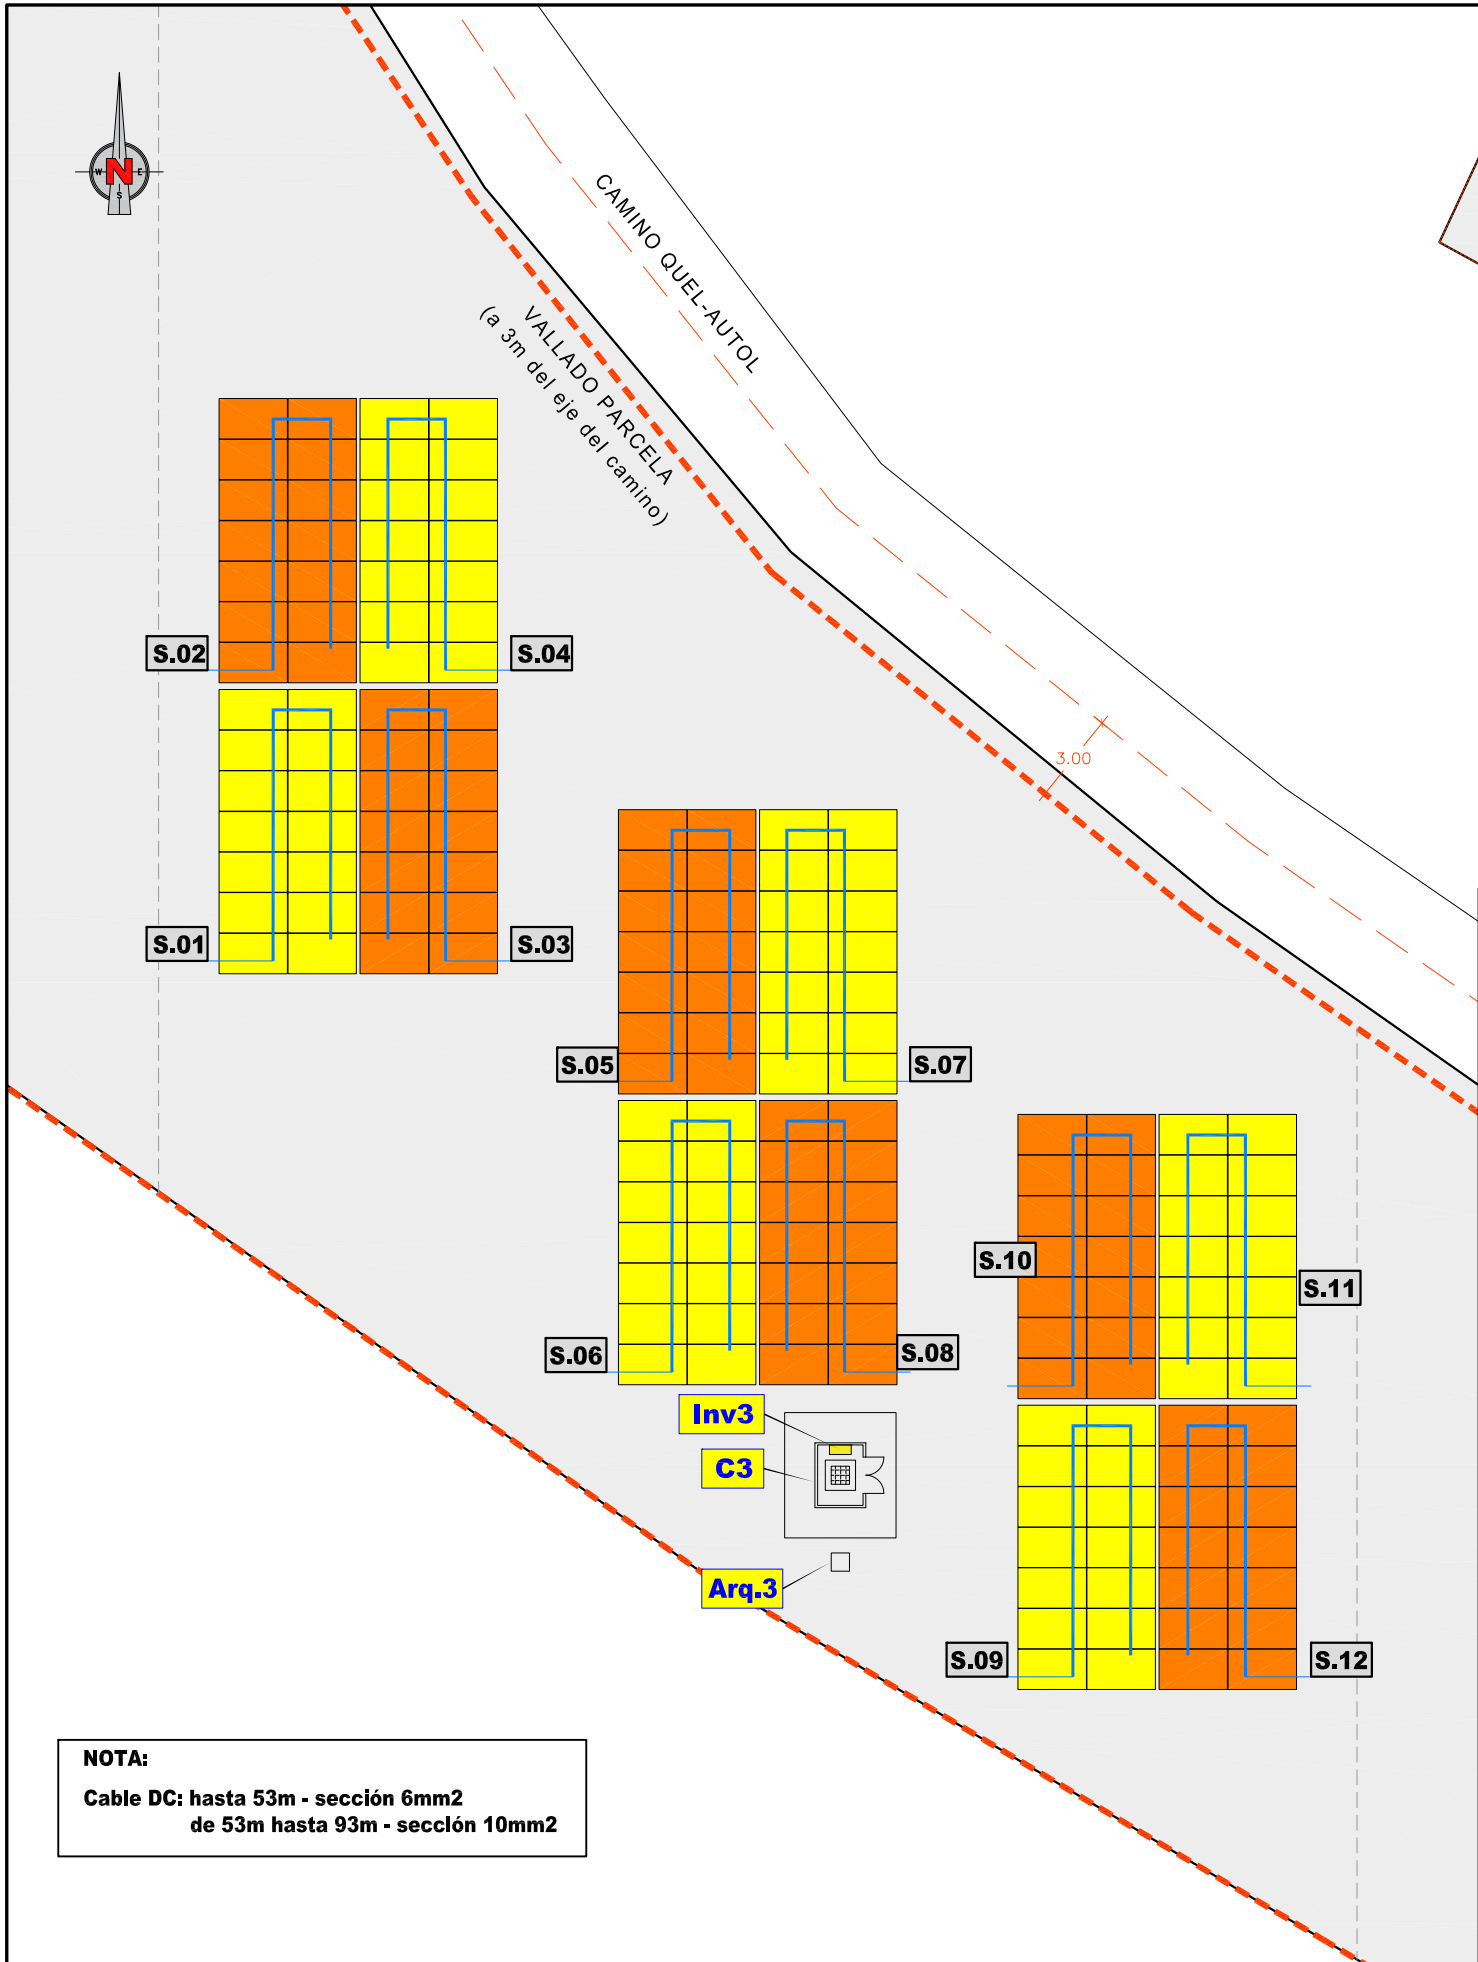 N
W
E
S
CAMINO QUEL-AUTOL
VALLADO PARCELA
(a 3m del eje del camino)
S.02
S.04
S.01
S.03
3.00
S.05
S.07
S.10
S.11
S.06
S.08
Inv3
C3
Arq.3
S.09
S.12
NOTA:
Cable DC: hasta 53m - sección 6mm2
de 53m hasta 93m - sección 10mm2